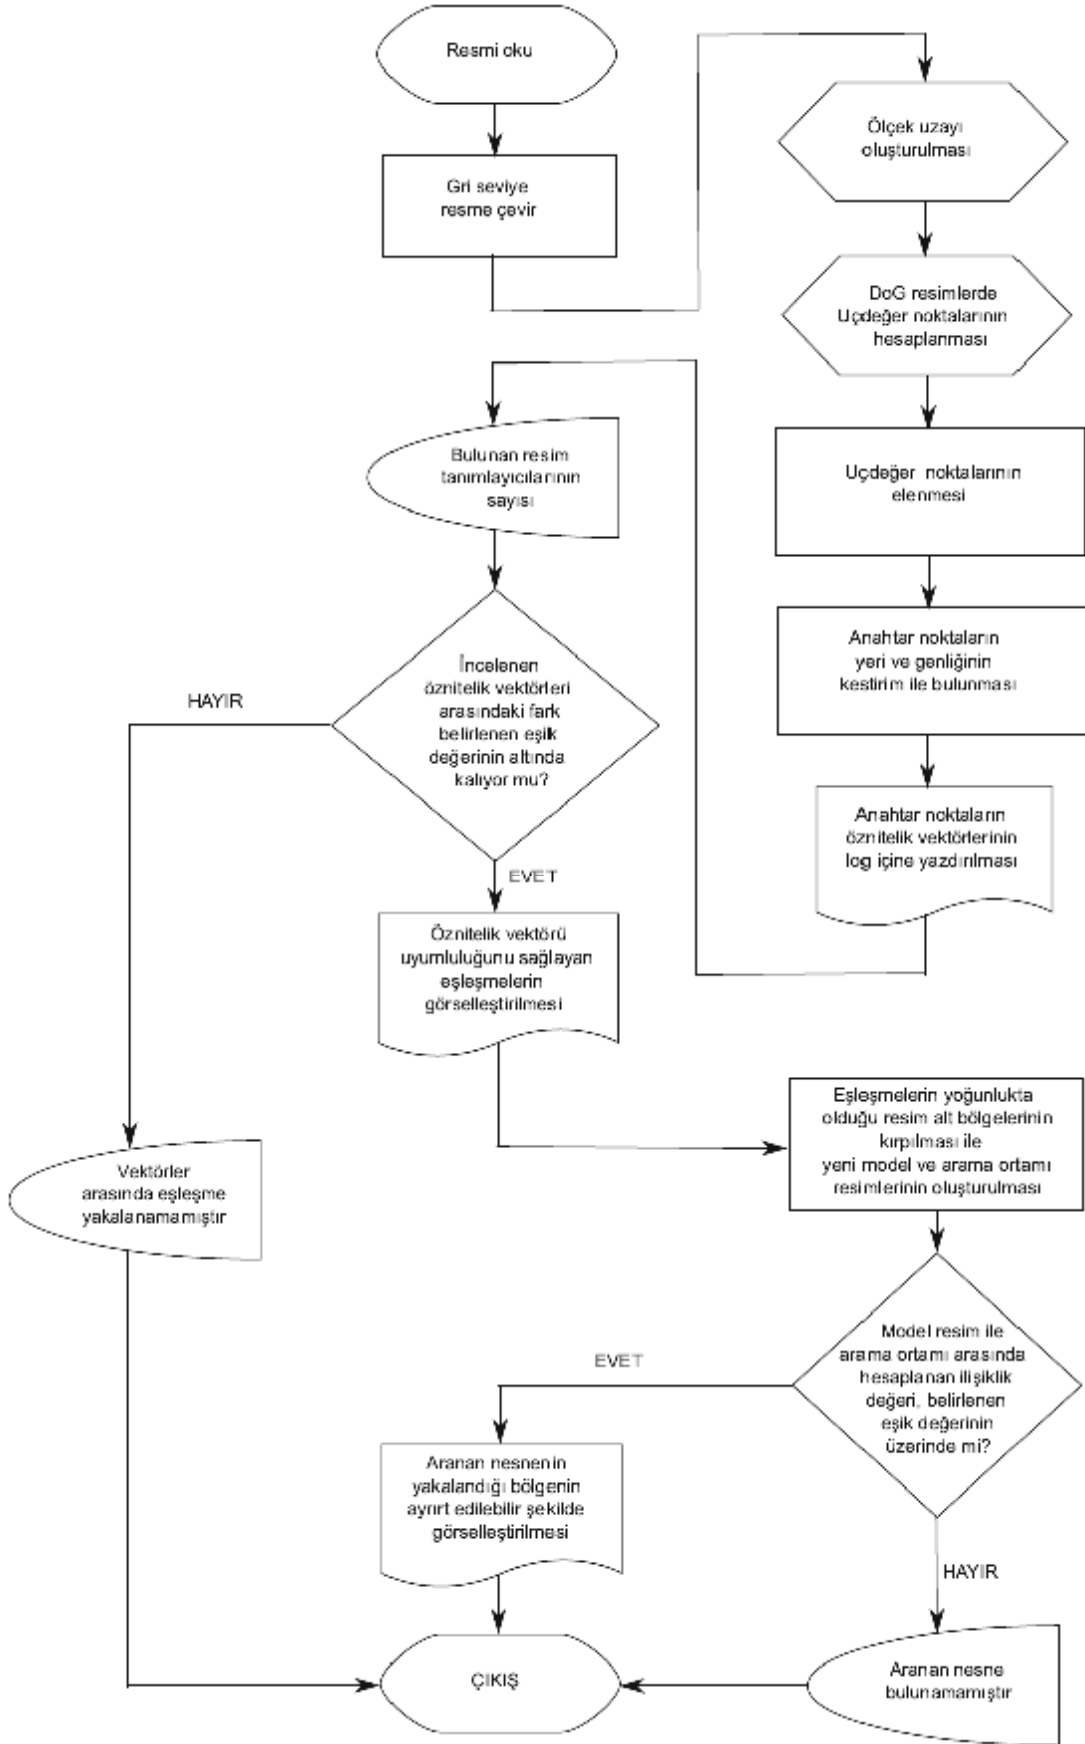 Resmi oku
Gri seviye
resme çevir
Ölçek uzayı
oluşturulması
DoG resimlerde
Uçdeğer noktalarının
hesaplanması
Uçdeğer noktalarının
elenmesi
Anahtar noktaların
yeri ve genliğinin
kestirim ile bulunması
Anahtar noktaların
öznitelik vektörlerinin
log içine yazdırılması
Bulunan resim
tanımlayıcılarının
sayısı
İncelenen
öznitelik vektörleri
arasındaki fark
belirlenen eşik
değerinin altında
kalıyor mu?
HAYIR
EVET
Öznitelik vektörü
uyumluluğunu sağlayan
eşleşmelerin
görselleştirilmesi
Vektörler
arasında eşleşme
yakalanamamıştır
Eşleşmelerin yoğunlukta
olduğu resim alt bölgelerinin
kırpılması ile
yeni model ve arama ortamı
resimlerinin oluşturulması
Model resim ile
arama ortamı arasında
hesaplanan ilişiklik
değeri, belirlenen
eşik değerinin
üzerinde mi?
EVET
Aranan nesnenin
yakalandığı bölgenin
ayrırt edilebilir şekilde
görselleştirilmesi
HAYIR
Aranan nesne
bulunamamıştır
ÇIKIŞ